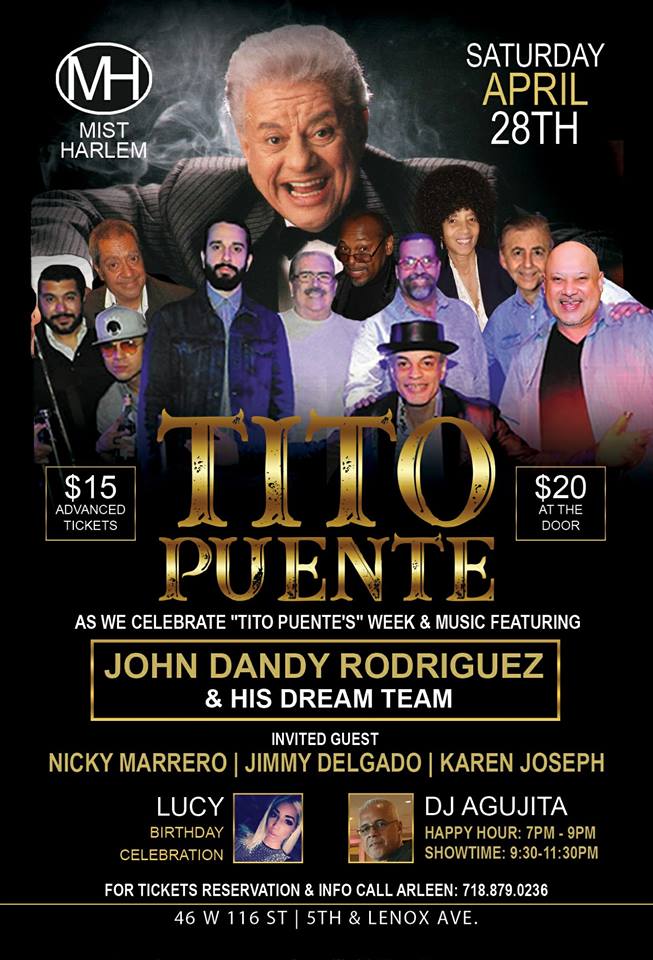 MH
MIST
HARLEM
SATURDAY
APRIL
28TH
$15
ADVANCED
TICKETS
TITO
PUENTE
$20
AT THE
DOOR
AS WE CELEBRATE "TITO PUENTE'S" WEEK & MUSIC FEATURING
JOHN DANDY RODRIGUEZ
& HIS DREAM TEAM
INVITED GUEST
NICKY MARRERO | JIMMY DELGADO | KAREN JOSEPH
LUCY
BIRTHDAY
CELEBRATION
DJ AGUJITA
HAPPY HOUR: 7PM - 9PM
SHOWTIME: 9:30-11:30PM
FOR TICKETS RESERVATION & INFO CALL ARLEEN: 718.879.0236
46 W 116 ST | 5TH & LENOX AVE.